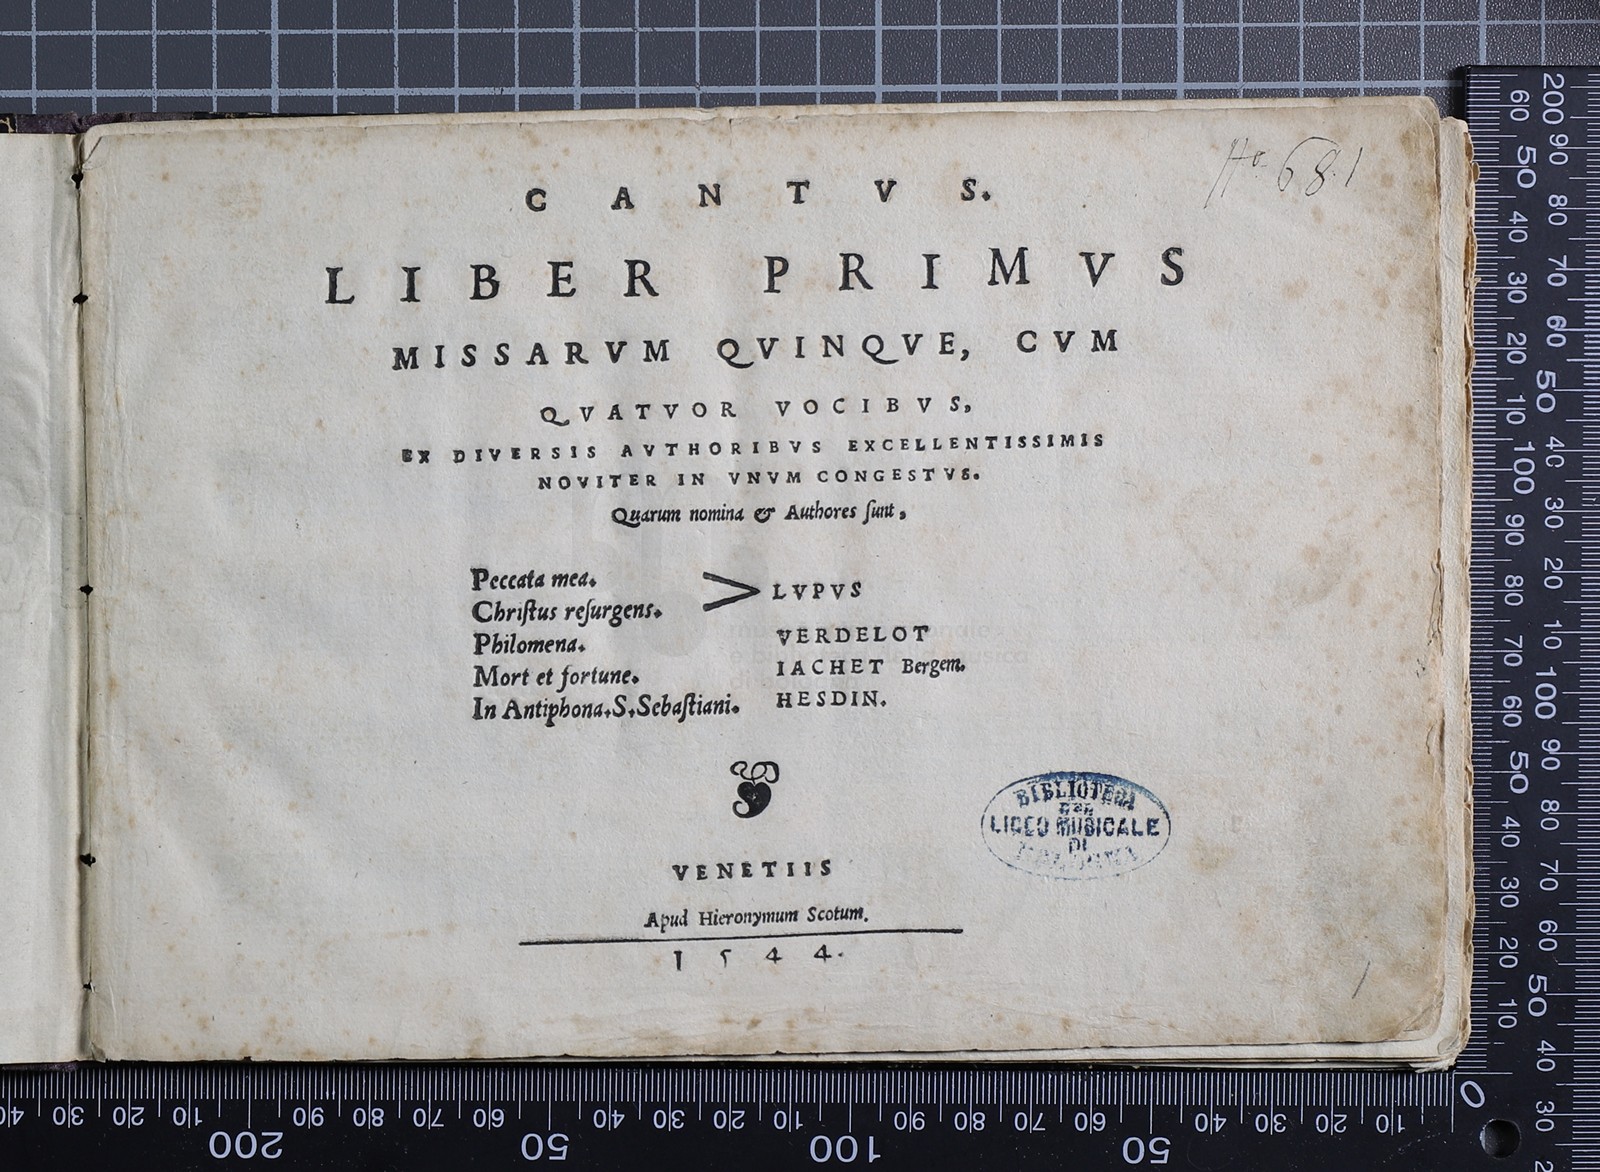 Ho. 681
CANTVS.
LIBER PRIMVS
MISSARVM QVINQVE, CVM
QVATVOR VOCIBVS,
EX DIVERSIS AVTHORIBVS EXCELLENTISSIMIS
NOVITER IN VNVM CONGESTVS.
Quarum nomina & Authores ſunt,
Peccata mea.
Chriſtus reſurgens. > LVPVS
Philomena. VERDELOT
Mort et fortune. IACHET Bergem.
In Antiphona.S.Sebaſtiani. HESDIN.
BIBLIOTECA
DEL
LICEO MUSICALE
DI
VENETIIS
Apud Hieronymum Scotum.
1544.